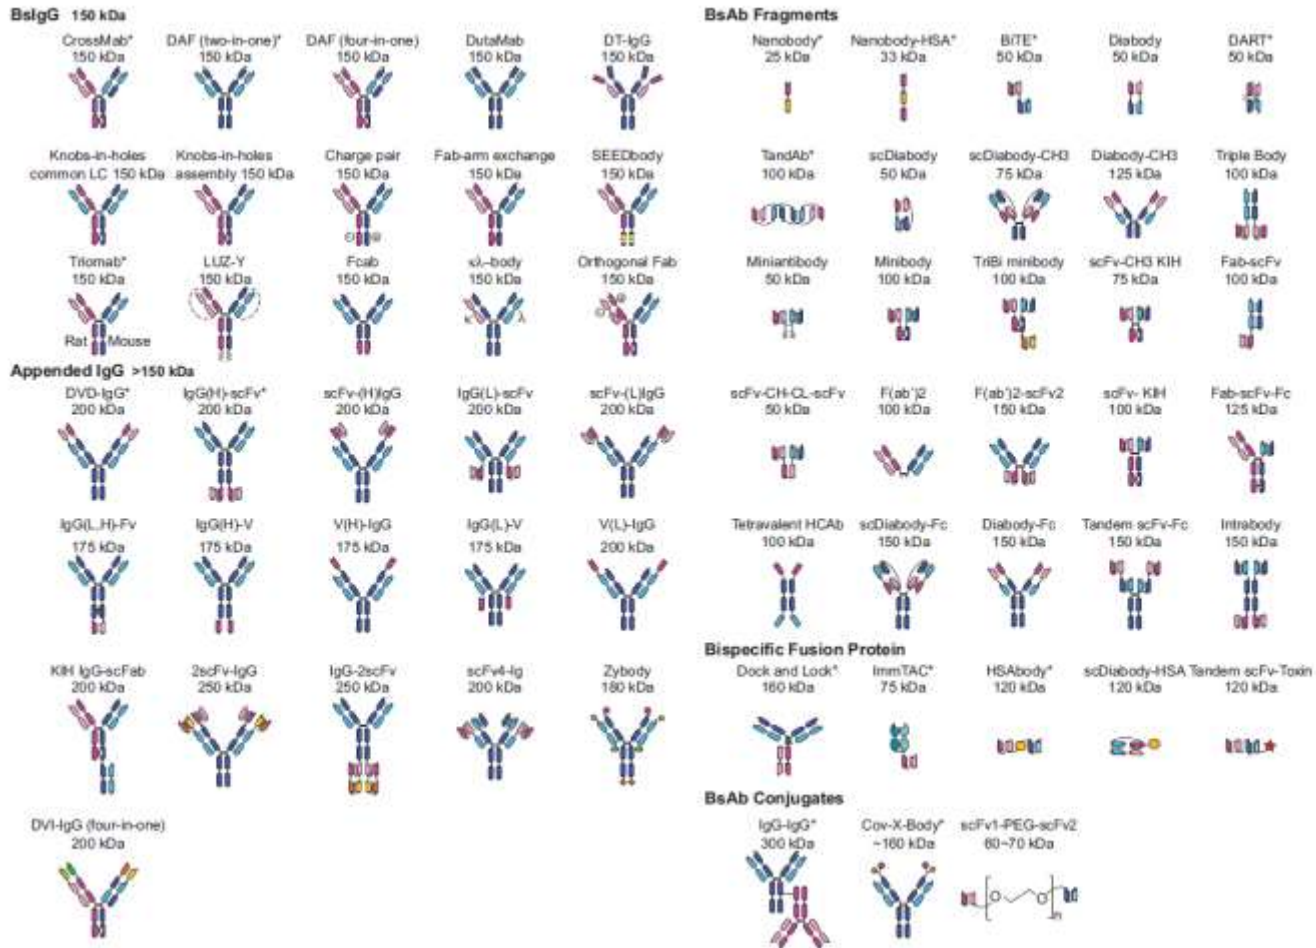 BsIgG 150 kDa
CrossMab*
150 kDa
DAF (two-in-one)*
150 kDa
DAF (four-in-one)
150 kDa
DutaMab
150 kDa
DT-IgG
150 kDa
Knobs-in-holes
common LC 150 kDa
Knobs-in-holes
assembly 150 kDa
Charge pair
150 kDa
Fab-arm exchange
150 kDa
SEEDbody
150 kDa
Triomab*
150 kDa
Rat Mouse
LUZ-Y
150 kDa
Fcab
150 kDa
κλ-body
150 kDa
κ λ
Orthogonal Fab
150 kDa
Appended IgG >150 kDa
DVD-IgG*
200 kDa
IgG(H)-scFv*
200 kDa
scFv-(H)IgG
200 kDa
IgG(L)-scFv
200 kDa
scFv-(L)IgG
200 kDa
IgG(L,H)-Fv
175 kDa
IgG(H)-V
175 kDa
V(H)-IgG
175 kDa
IgG(L)-V
175 kDa
V(L)-IgG
200 kDa
KIH IgG-scFab
200 kDa
2scFv-IgG
250 kDa
IgG-2scFv
250 kDa
scFv4-Ig
200 kDa
Zybody
180 kDa
DVI-IgG (four-in-one)
200 kDa
BsAb Fragments
Nanobody*
25 kDa
Nanobody-HSA*
33 kDa
BiTE*
50 kDa
Diabody
50 kDa
DART*
50 kDa
TandAb*
100 kDa
scDiabody
50 kDa
scDiabody-CH3
75 kDa
Diabody-CH3
125 kDa
Triple Body
100 kDa
Miniantibody
50 kDa
Minibody
100 kDa
TriBi minibody
100 kDa
scFv-CH3 KIH
75 kDa
Fab-scFv
100 kDa
scFv-CH-CL-scFv
50 kDa
F(ab')2
100 kDa
F(ab')2-scFv2
150 kDa
scFv- KIH
100 kDa
Fab-scFv-Fc
125 kDa
Tetravalent HCAb
100 kDa
scDiabody-Fc
150 kDa
Diabody-Fc
150 kDa
Tandem scFv-Fc
150 kDa
Intrabody
150 kDa
Bispecific Fusion Protein
Dock and Lock*
160 kDa
ImmTAC*
75 kDa
HSAbody*
120 kDa
scDiabody-HSA
120 kDa
Tandem scFv-Toxin
120 kDa
BsAb Conjugates
IgG-IgG*
300 kDa
Cov-X-Body*
~160 kDa
scFv1-PEG-scFv2
60~70 kDa
O O n